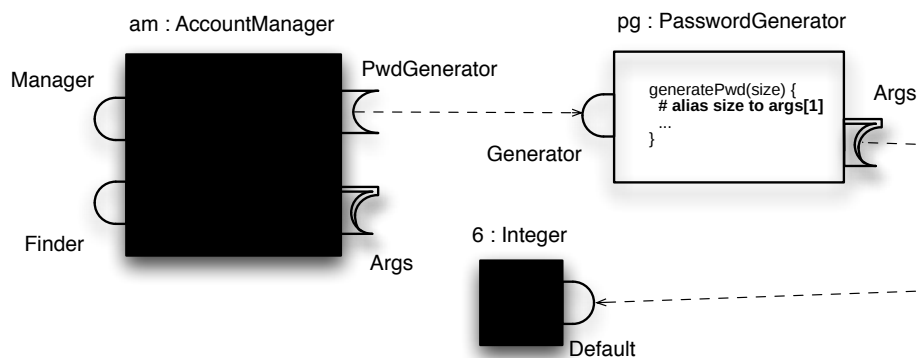 am : AccountManager
pg : PasswordGenerator
Manager
PwdGenerator
Args
generatePwd(size) {
# alias size to args[1]
...
}
Generator
Finder
Args
6 : Integer
Default